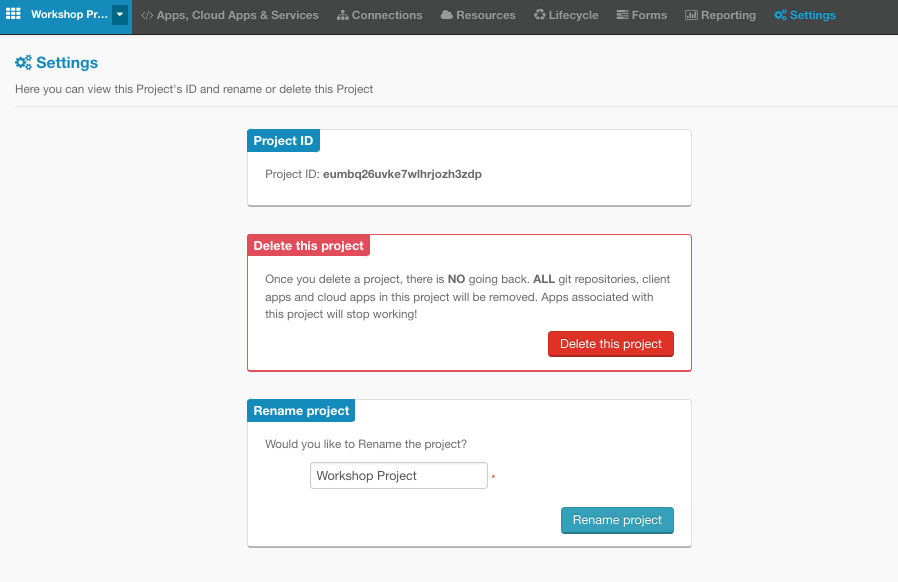 Workshop Pr... Apps, Cloud Apps & Services Connections Resources Lifecycle Forms Reporting Settings
Settings
Here you can view this Project's ID and rename or delete this Project
Project ID
Project ID: eumbq26uvke7wlhrjozh3zdp
Delete this project
Once you delete a project, there is NO going back. ALL git repositories, client
apps and cloud apps in this project will be removed. Apps associated with
this project will stop working!
Delete this project
Rename project
Would you like to Rename the project?
Workshop Project *
Rename project